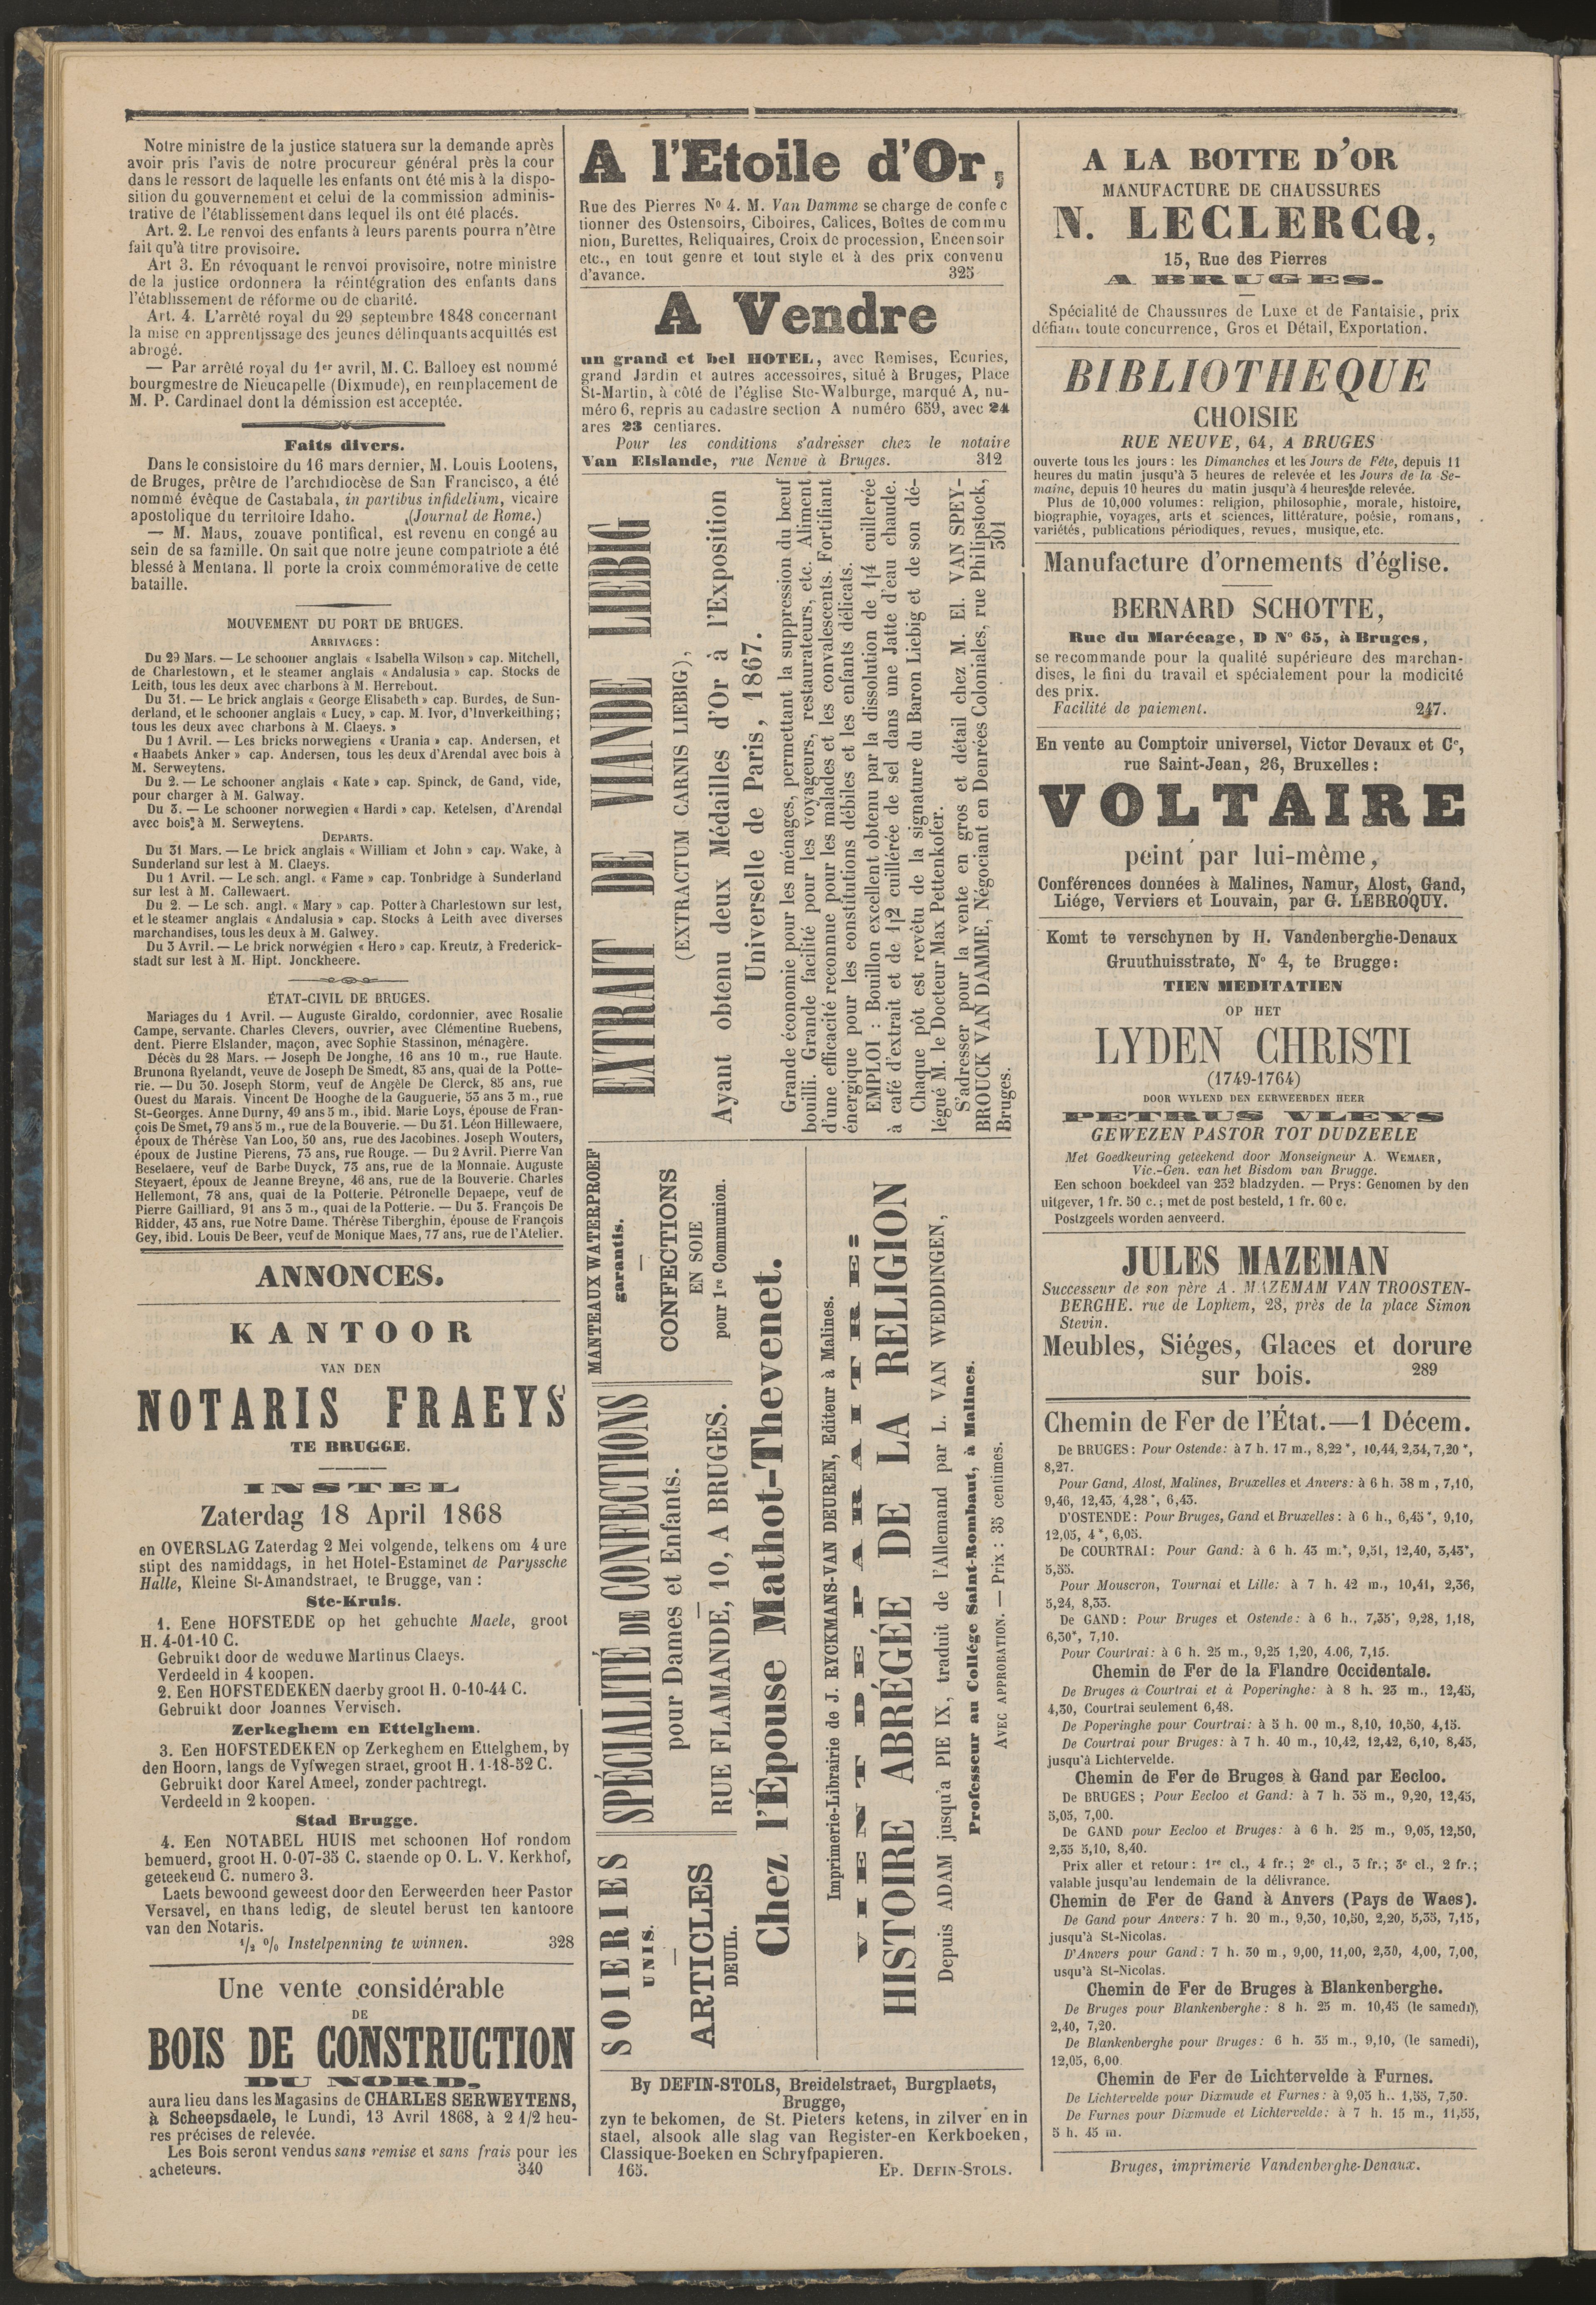 Notre ministre de la justice statuera sur la demande après
avoir pris l'avis de notre procureur général près la cour
dans le ressort de laquelle les enfants ont été mis à la dispo-
sition du gouvernement et celui de la commission adminis-
trative de l'établissement dans lequel ils ont été placés.
Art. 2. Le renvoi des enfants à leurs parents pourra n'être
fait qu'à titre provisoire.
Art 3. En révoquant le renvoi provisoire, notre ministre
de la justice ordonnera la réintégration des enfants dans
l'établissement de réforme ou de charité.
Art. 4. L'arrêté royal du 29 septembre 1848 concernant
la mise en apprentissage des jeunes délinquants acquittés est
abrogé.
— Par arrêté royal du 1er avril, M. C. Balloey est nommé
bourgmestre de Nieucapelle (Dixmude), en remplacement de
M. P. Cardinael dont la démission est acceptée.
Faits divers.
Dans le consistoire du 16 mars dernier, M. Louis Lootens,
de Bruges, prêtre de l'archidiocèse de San Francisco, a été
nommé évêque de Castabala, in partibus infidelium, vicaire
apostolique du territoire Idaho. (Journal de Rome.)
— M. Maus, zouave pontifical, est revenu en congé au
sein de sa famille. On sait que notre jeune compatriote a été
blessé à Mentana. Il porte la croix commémorative de cette
bataille.
MOUVEMENT DU PORT DE BRUGES.
ARRIVAGES :
Du 29 Mars. — Le schooner anglais « Isabella Wilson » cap. Mitchell,
de Charlestown, et le steamer anglais « Andalusia » cap. Stocks de
Leith, tous les deux avec charbons à M. Herrebout.
Du 31. — Le brick anglais « George Elisabeth » cap. Burdes, de Sun-
derland, et le schooner anglais « Lucy, » cap. M. Ivor, d'Inverkeithing;
tous les deux avec charbons à M. Claeys. »
Du 1 Avril. — Les bricks norwegiens « Urania » cap. Andersen, et
« Haabets Anker » cap. Andersen, tous les deux d'Arendal avec bois à
M. Serweytens.
Du 2. — Le schooner anglais « Kate » cap. Spinck, de Gand, vide,
pour charger à M. Galway.
Du 3. — Le schooner norwegien « Hardi » cap. Ketelsen, d'Arendal
avec bois à M. Serweytens.
DEPARTS.
Du 31 Mars. — Le brick anglais « William et John » cap. Wake, à
Sunderland sur lest à M. Claeys.
Du 1 Avril. — Le sch. angl. « Fame » cap. Tonbridge à Sunderland
sur lest à M. Callewaert.
Du 2. — Le sch. angl. « Mary » cap. Potter à Charlestown sur lest,
et le steamer anglais « Andalusia » cap. Stocks à Leith avec diverses
marchandises, tous les deux à M. Galwey.
Du 3 Avril. — Le brick norwégien « Hero » cap. Kreutz, à Frederick-
stadt sur lest à M. Hipt. Jonckheere.
ÉTAT-CIVIL DE BRUGES.
Mariages du 1 Avril. — Auguste Giraldo, cordonnier, avec Rosalie
Campe, servante. Charles Clevers, ouvrier, avec Clémentine Ruebens,
dent. Pierre Elslander, maçon, avec Sophie Stassinon, ménagère.
Décès du 28 Mars. — Joseph De Jonghe, 16 ans 10 m., rue Haute.
Brunona Ryelandt, veuve de Joseph De Smedt, 83 ans, quai de la Potte-
rie. — Du 30. Joseph Storm, veuf de Angèle De Clerck, 85 ans, rue
Ouest du Marais. Vincent De Hooghe de la Gauguerie, 53 ans 3 m., rue
St-Georges. Anne Durny, 49 ans 5 m., ibid. Marie Loys, épouse de Fran-
çois De Smet, 79 ans 5 m., rue de la Bouverie. — Du 31. Léon Hillewaere,
époux de Thérèse Van Loo, 50 ans, rue des Jacobines. Joseph Wouters,
époux de Justine Pierens, 73 ans, rue Rouge. — Du 2 Avril. Pierre Van
Beselaere, veuf de Barbe Duyck, 73 ans, rue de la Monnaie. Auguste
Steyaert, époux de Jeanne Breyne, 46 ans, rue de la Bouverie. Charles
Hellemont, 78 ans, quai de la Potterie. Pétronelle Depaepe, veuf de
Pierre Gailliard, 91 ans 3 m., quai de la Potterie. — Du 3. François De
Ridder, 43 ans, rue Notre Dame. Thérèse Tiberghin, épouse de François
Gey, ibid. Louis De Beer, veuf de Monique Maes, 77 ans, rue de l'Atelier.
ANNONCES.
KANTOOR
VAN DEN
NOTARIS FRAEYS
TE BRUGGE.
INSTEL
Zaterdag 18 April 1868
en OVERSLAG Zaterdag 2 Mei volgende, telkens om 4 ure
stipt des namiddags, in het Hotel-Estaminet de Paryssche
Halle, Kleine St-Amandstraet, te Brugge, van :
Ste-Kruis.
1. Eene HOFSTEDE op het gehuchte Maele, groot
H. 4-01-10 C.
Gebruikt door de weduwe Martinus Claeys.
Verdeeld in 4 koopen.
2. Een HOFSTEDEKEN daerby groot H. 0-10-44 C.
Gebruikt door Joannes Vervisch.
Zerkeghem en Ettelghem.
3. Een HOFSTEDEKEN op Zerkeghem en Ettelghem, by
den Hoorn, langs de Vyfwegen straet, groot H. 1-18-52 C.
Gebruikt door Karel Ameel, zonder pachtregt.
Verdeeld in 2 koopen.
Stad Brugge.
4. Een NOTABEL HUIS met schoonen Hof rondom
bemuerd, groot H. 0-07-35 C. staende op O. L. V. Kerkhof,
geteekend C. numero 3.
Laets bewoond geweest door den Eerweerden heer Pastor
Versavel, en thans ledig, de sleutel berust ten kantoore
van den Notaris.
1/2 % Instelpenning te winnen. 328
Une vente considérable
DE
BOIS DE CONSTRUCTION
DU NORD,
aura lieu dans les Magasins de CHARLES SERWEYTENS,
à Scheepsdaele, le Lundi, 13 Avril 1868, à 2 1/2 heu-
res précises de relevée.
Les Bois seront vendus sans remise et sans frais pour les
acheteurs. 340
A l'Etoile d'Or,
Rue des Pierres No 4. M. Van Damme se charge de confec
tionner des Ostensoirs, Ciboires, Calices, Boîtes de commu
nion, Burettes, Reliquaires, Croix de procession, Encensoir
etc., en tout genre et tout style et à des prix convenu
d'avance. 325
A Vendre
un grand et bel HOTEL, avec Remises, Ecuries,
grand Jardin et autres accessoires, situé à Bruges, Place
St-Martin, à côté de l'église Ste-Walburge, marqué A, nu-
méro 6, repris au cadastre section A numéro 659, avec 24
ares 23 centiares.
Pour les conditions s'adresser chez le notaire
Van Elslande, rue Neuve à Bruges. 312
EXTRAIT DE VIANDE LIEBIG
(EXTRACTUM CARNIS LIEBIG),
Ayant obtenu deux Médailles d'Or à l'Exposition
Universelle de Paris, 1867.
Grande économie pour les ménages, permettant la suppression du bœuf
bouilli. Grande facilité pour les voyageurs, restaurateurs, etc. Aliment
d'une efficacité reconnue pour les malades et les convalescents. Fortifiant
énergique pour les constitutions débiles et les enfants délicats.
EMPLOI : Bouillon excellent obtenu par la dissolution de 1/4 cuillerée
à café d'extrait et de 1/2 cuillérée de sel dans une Jatte d'eau chaude.
Chaque pôt est revêtu de la signature du Baron Liebig et de son dé-
légué M. le Docteur Max Pettenkofer.
S'adresser pour la vente en gros et détail chez M. El. VAN SPEY-
BROUCK VAN DAMME, Négociant en Denrées Coloniales, rue Philipstock,
Bruges. 301
MANTEAUX WATERPROEF
garantis.
CONFECTIONS
EN SOIE
pour 1re Communion.
SPÉCIALITÉ DE CONFECTIONS
pour Dames et Enfants.
RUE FLAMANDE, 10, A BRUGES.
SOIERIES
UNIS.
ARTICLES
DEUIL.
Chez l'Épouse Mathot-Thevenet.
Imprimerie-Librairie de J. RYCKMANS-VAN DEUREN, Editeur à Malines.
VIENT DE PARAITRE:
HISTOIRE ABRÉGÉE DE LA RELIGION
Depuis ADAM jusqu'a PIE IX, traduit de l'Allemand par L. VAN WEDDINGEN,
Professeur au Collége Saint-Rombaut, à Malines.
AVEC APPROBATION. — Prix : 35 centimes.
By DEFIN-STOLS, Breidelstraet, Burgplaets,
Brugge,
zyn te bekomen, de St. Pieters ketens, in zilver en in
stael, alsook alle slag van Register-en Kerkboeken,
Classique-Boeken en Schryfpapieren.
165. EP. DEFIN-STOLS.
A LA BOTTE D'OR
MANUFACTURE DE CHAUSSURES
N. LECLERCQ,
15, Rue des Pierres
A BRUGES.
Spécialité de Chaussures de Luxe et de Fantaisie, prix
défiant toute concurrence, Gros et Détail, Exportation.
BIBLIOTHEQUE
CHOISIE
RUE NEUVE, 64, A BRUGES
ouverte tous les jours : les Dimanches et les Jours de Féte, depuis 11
heures du matin jusqu'à 3 heures de relevée et les Jours de la Se-
maine, depuis 10 heures du matin jusqu'à 4 heures de relevée.
Plus de 10,000 volumes : religion, philosophie, morale, histoire,
biographie, voyages, arts et sciences, littérature, poésie, romans,
variétés, publications périodiques, revues, musique, etc.
Manufacture d'ornements d'église.
BERNARD SCHOTTE,
Rue du Marécage, D No 65, à Bruges,
se recommande pour la qualité supérieure des marchan-
dises, le fini du travail et spécialement pour la modicité
des prix.
Facilité de paiement. 247.
En vente au Comptoir universel, Victor Devaux et Ce,
rue Saint-Jean, 26, Bruxelles :
VOLTAIRE
peint par lui-même,
Conférences données à Malines, Namur, Alost, Gand,
Liége, Verviers et Louvain, par G. LEBROQUY.
Komt te verschynen by H. Vandenberghe-Denaux
Gruuthuisstrate, No 4, te Brugge:
TIEN MEDITATIEN
OP HET
LYDEN CHRISTI
(1749-1764)
DOOR WYLEND DEN EERWEERDEN HEER
PETRUS VLEYS
GEWEZEN PASTOR TOT DUDZEELE
Met Goedkeuring geteekend door Monseigneur A. WEMAER,
Vic.-Gen. van het Bisdom van Brugge.
Een schoon boekdeel van 232 bladzyden. — Prys: Genomen by den
uitgever, 1 fr. 50 c.; met de post besteld, 1 fr. 60 c.
Postzgeels worden aenveerd.
JULES MAZEMAN
Successeur de son père A. MAZEMAM VAN TROOSTEN-
BERGHE. rue de Lophem, 28, près de la place Simon
Stevin.
Meubles, Siéges, Glaces et dorure
sur bois. 289
Chemin de Fer de l'État.—1 Décem.
De BRUGES : Pour Ostende : à 7 h. 17 m., 8,22 *, 10,44, 2,34, 7,20 *,
8,27.
Pour Gand, Alost, Malines, Bruxelles et Anvers : à 6 h. 38 m , 7,10,
9,46, 12,43, 4,28*, 6,43.
D'OSTENDE : Pour Bruges, Gand et Bruxelles : à 6 h., 6,45 *, 9,10,
12,05, 4 *, 6,05.
De COURTRAI : Pour Gand: à 6 h. 43 m.*, 9,31, 12,40, 3,43*,
5,35.
Pour Mouscron, Tournai et Lille: à 7 h. 42 m., 10,41, 2,36,
5,24, 8,33.
De GAND : Pour Bruges et Ostende : à 6 h., 7,35*, 9,28, 1,18,
6,30*, 7,10.
Pour Courtrai : à 6 h. 25 m., 9,25 1,20, 4.06, 7,15.
Chemin de Fer de la Flandre Occidentale.
De Bruges à Courtrai et à Poperinghe: à 8 h. 23 m., 12,45,
4,30, Courtrai seulement 6,48.
De Poperinghe pour Courtrai : à 5 h. 00 m., 8,10, 10,50, 4,15.
De Courtrai pour Bruges: à 7 h. 40 m., 10,42, 12,42, 6,10, 8,45,
jusqu'à Lichtervelde.
Chemin de Fer de Bruges à Gand par Eecloo.
De BRUGES ; Pour Eecloo et Gand: à 7 h. 35 m., 9,20, 12,45,
5,05, 7,00.
De GAND pour Eecloo et Bruges: à 6 h. 25 m., 9,05, 12,50,
2,35 5,10, 8,40.
Prix aller et retour : 1re cl., 4 fr.; 2e cl., 3 fr.; 3e cl., 2 fr.;
valable jusqu'au lendemain de la délivrance.
Chemin de Fer de Gand à Anvers (Pays de Waes).
De Gand pour Anvers: 7 h. 20 m., 9,30, 10,50, 2,20, 5,35, 7,15,
jusqu'à St-Nicolas.
D'Anvers pour Gand : 7 h. 30 m., 9,00, 11,00, 2,30, 4,00, 7,00,
usqu'à St-Nicolas.
Chemin de Fer de Bruges à Blankenberghe.
De Bruges pour Blankenberghe : 8 h. 25 m. 10,45 (le samedi),
2,40, 7,20.
De Blankenberghe pour Bruges : 6 h. 35 m., 9,10, (le samedi),
12,05, 6,00.
Chemin de Fer de Lichtervelde à Furnes.
De Lichtervelde pour Dixmude et Furnes : à 9,05 h.. 1,55, 7,30.
De Furnes pour Dixmude et Lichtervelde: à 7 h. 15 m., 11,55,
5 h. 45 m.
Bruges, imprimerie Vandenberghe-Denaux.